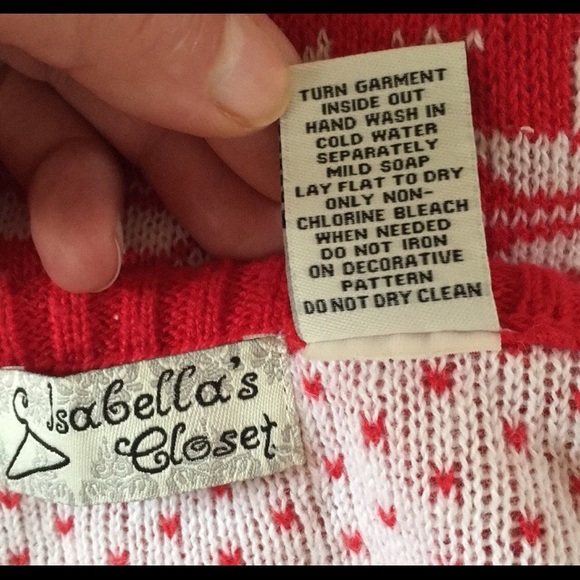 TURN GARMENT
INSIDE OUT
HAND WASH IN
COLD WATER
SEPARATELY
MILD SOAP
LAY FLAT TO DRY
ONLY NON-
CHLORINE BLEACH
WHEN NEEDED
DO NOT IRON
ON DECORATIVE
PATTERN
DO NOT DRY CLEAN
Isabella's
Closet